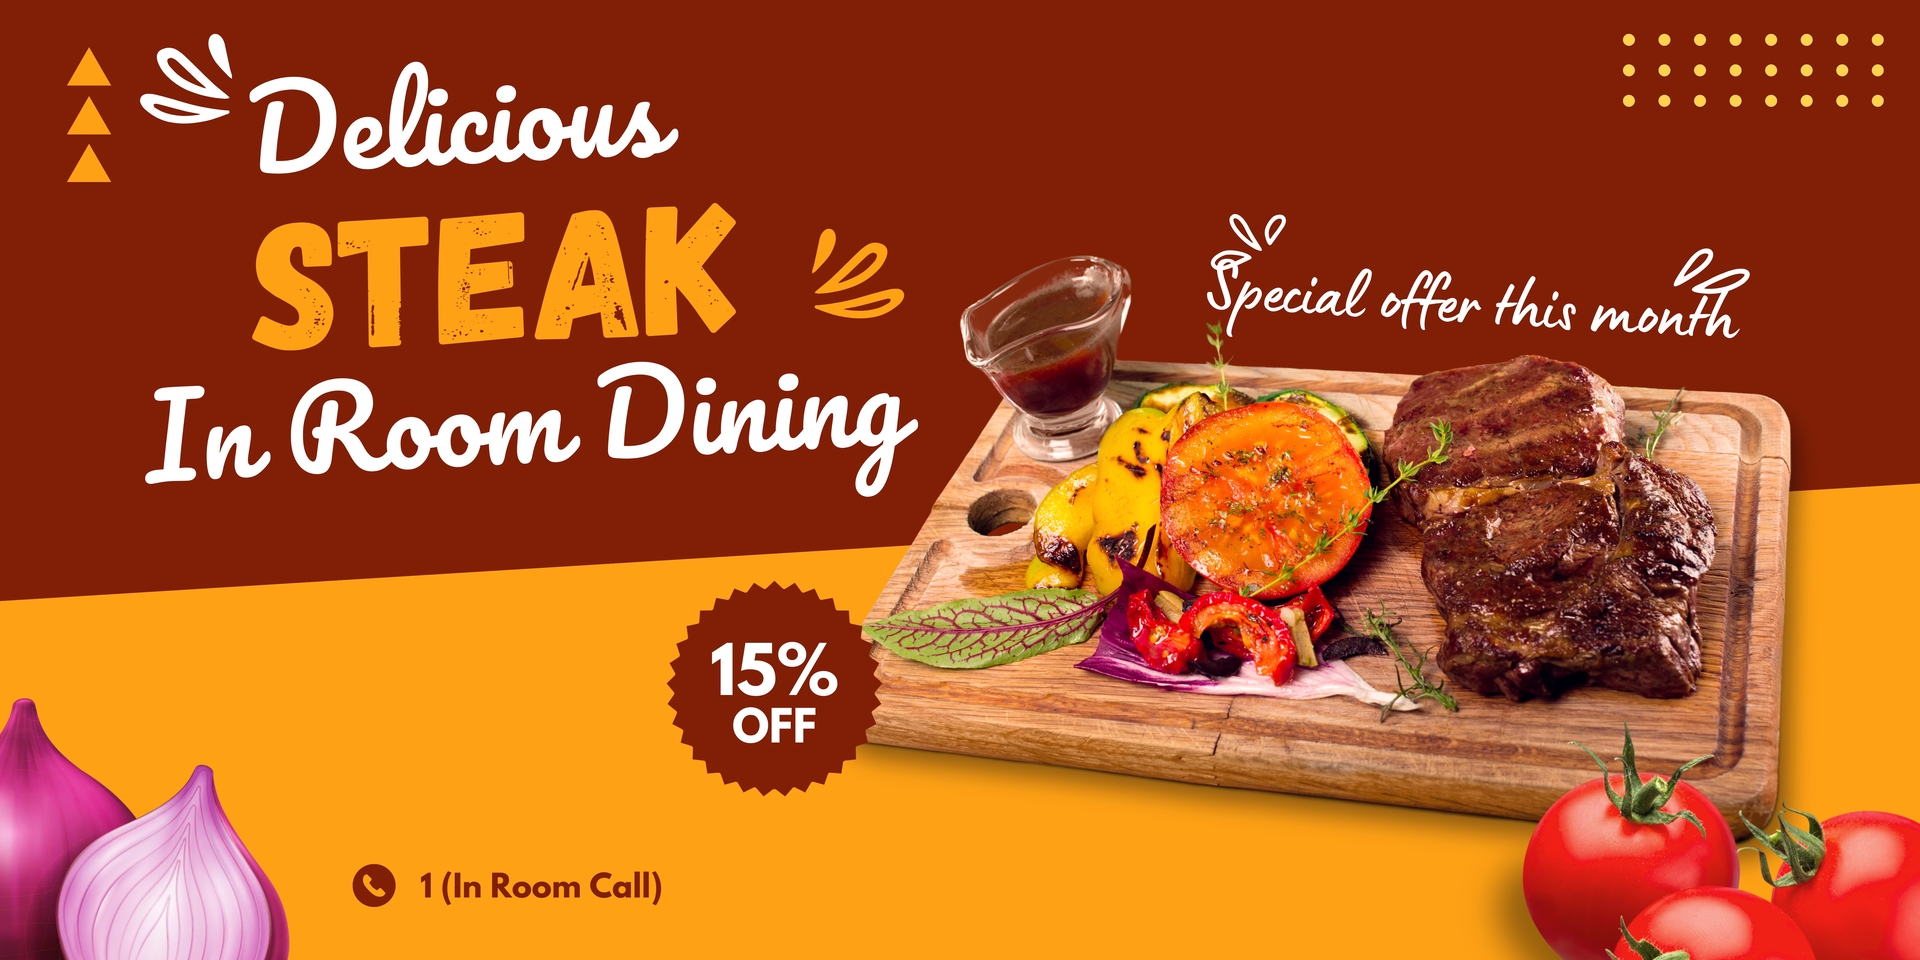 Delicious
STEAK
In Room Dining
Special offer this month
15%
OFF
1 (In Room Call)